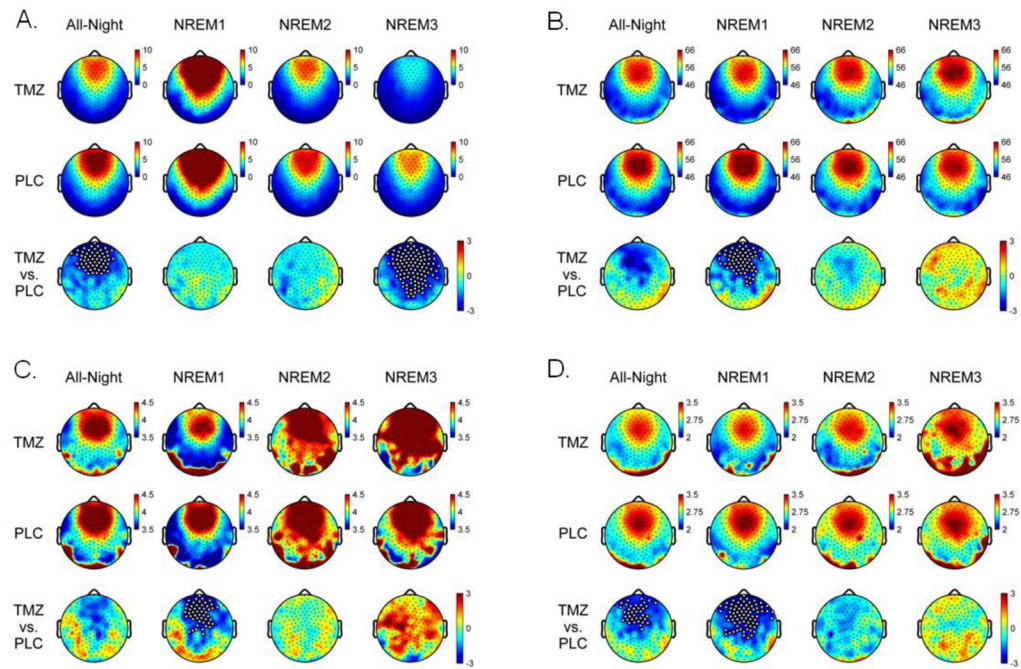 A.
All-Night NREM1 NREM2 NREM3
10 10 10 10
TMZ 5 5 5 5
0 0 0 0
10 10 10 10
PLC 5 5 5 5
0 0 0 0
TMZ 3
vs. 0
PLC -3
B.
All-Night NREM1 NREM2 NREM3
66 66 66 66
TMZ 56 56 56 56
46 46 46 46
66 66 66 66
PLC 56 56 56 56
46 46 46 46
TMZ 3
vs. 0
PLC -3
C.
All-Night NREM1 NREM2 NREM3
4.5 4.5 4.5 4.5
TMZ 4 4 4 4
3.5 3.5 3.5 3.5
4.5 4.5 4.5 4.5
PLC 4 4 4 4
3.5 3.5 3.5 3.5
TMZ 3
vs. 0
PLC -3
D.
All-Night NREM1 NREM2 NREM3
3.5 3.5 3.5 3.5
TMZ 2.75 2.75 2.75 2.75
2 2 2 2
3.5 3.5 3.5 3.5
PLC 2.75 2.75 2.75 2.75
2 2 2 2
TMZ 3
vs. 0
PLC -3